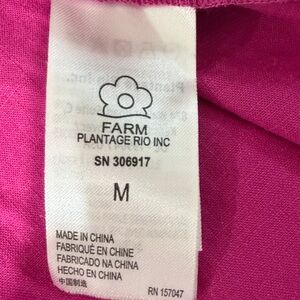 FARM
PLANTAGE RIO INC
SN 306917
M
MADE IN CHINA
FABRIQUÉ EN CHINE
FABRICADO NA CHINA
HECHO EN CHINA
中国制造
RN 157047